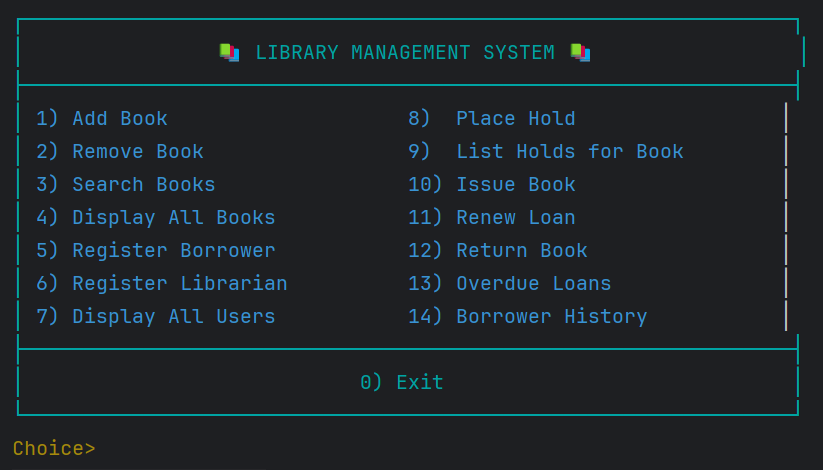 📚 LIBRARY MANAGEMENT SYSTEM 📚
1) Add Book 8) Place Hold
2) Remove Book 9) List Holds for Book
3) Search Books 10) Issue Book
4) Display All Books 11) Renew Loan
5) Register Borrower 12) Return Book
6) Register Librarian 13) Overdue Loans
7) Display All Users 14) Borrower History
0) Exit
Choice>